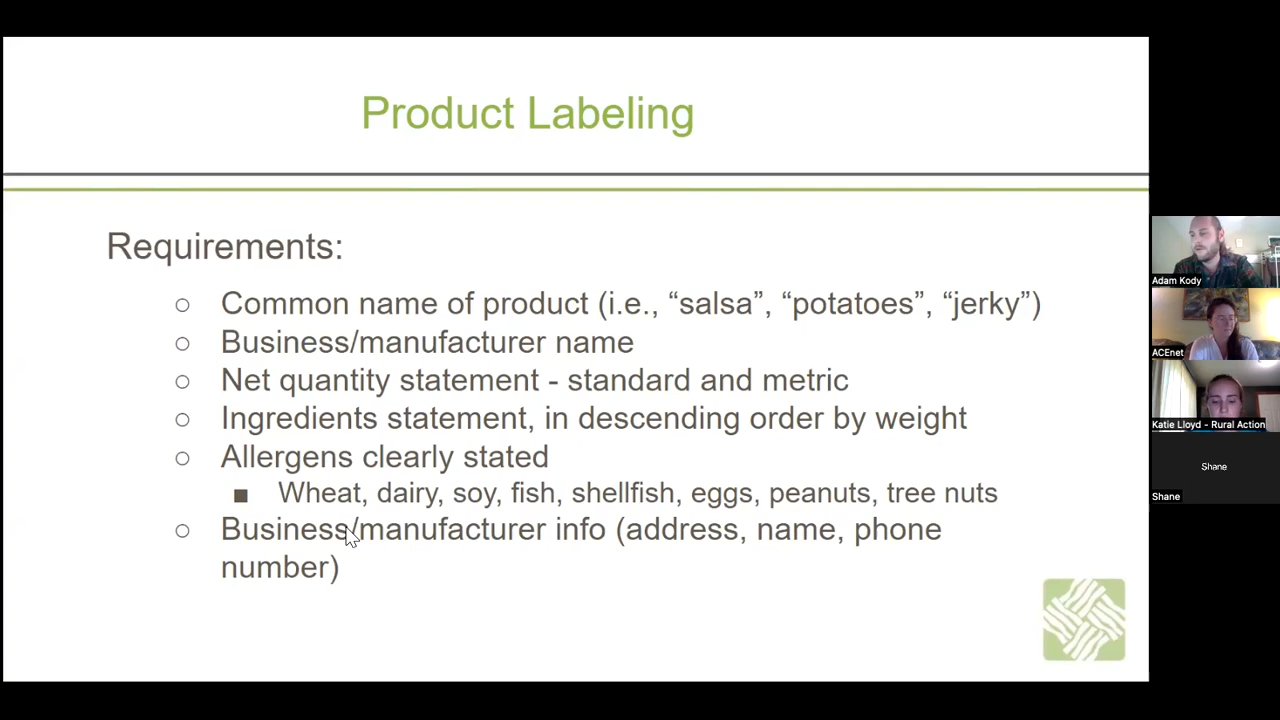 Product Labeling
Requirements:
○ Common name of product (i.e., “salsa”, “potatoes”, “jerky”)
○ Business/manufacturer name
○ Net quantity statement - standard and metric
○ Ingredients statement, in descending order by weight
○ Allergens clearly stated
■ Wheat, dairy, soy, fish, shellfish, eggs, peanuts, tree nuts
○ Business/manufacturer info (address, name, phone
number)
Adam Kody
ACEnet
Katie Lloyd - Rural Action
Shane
Shane